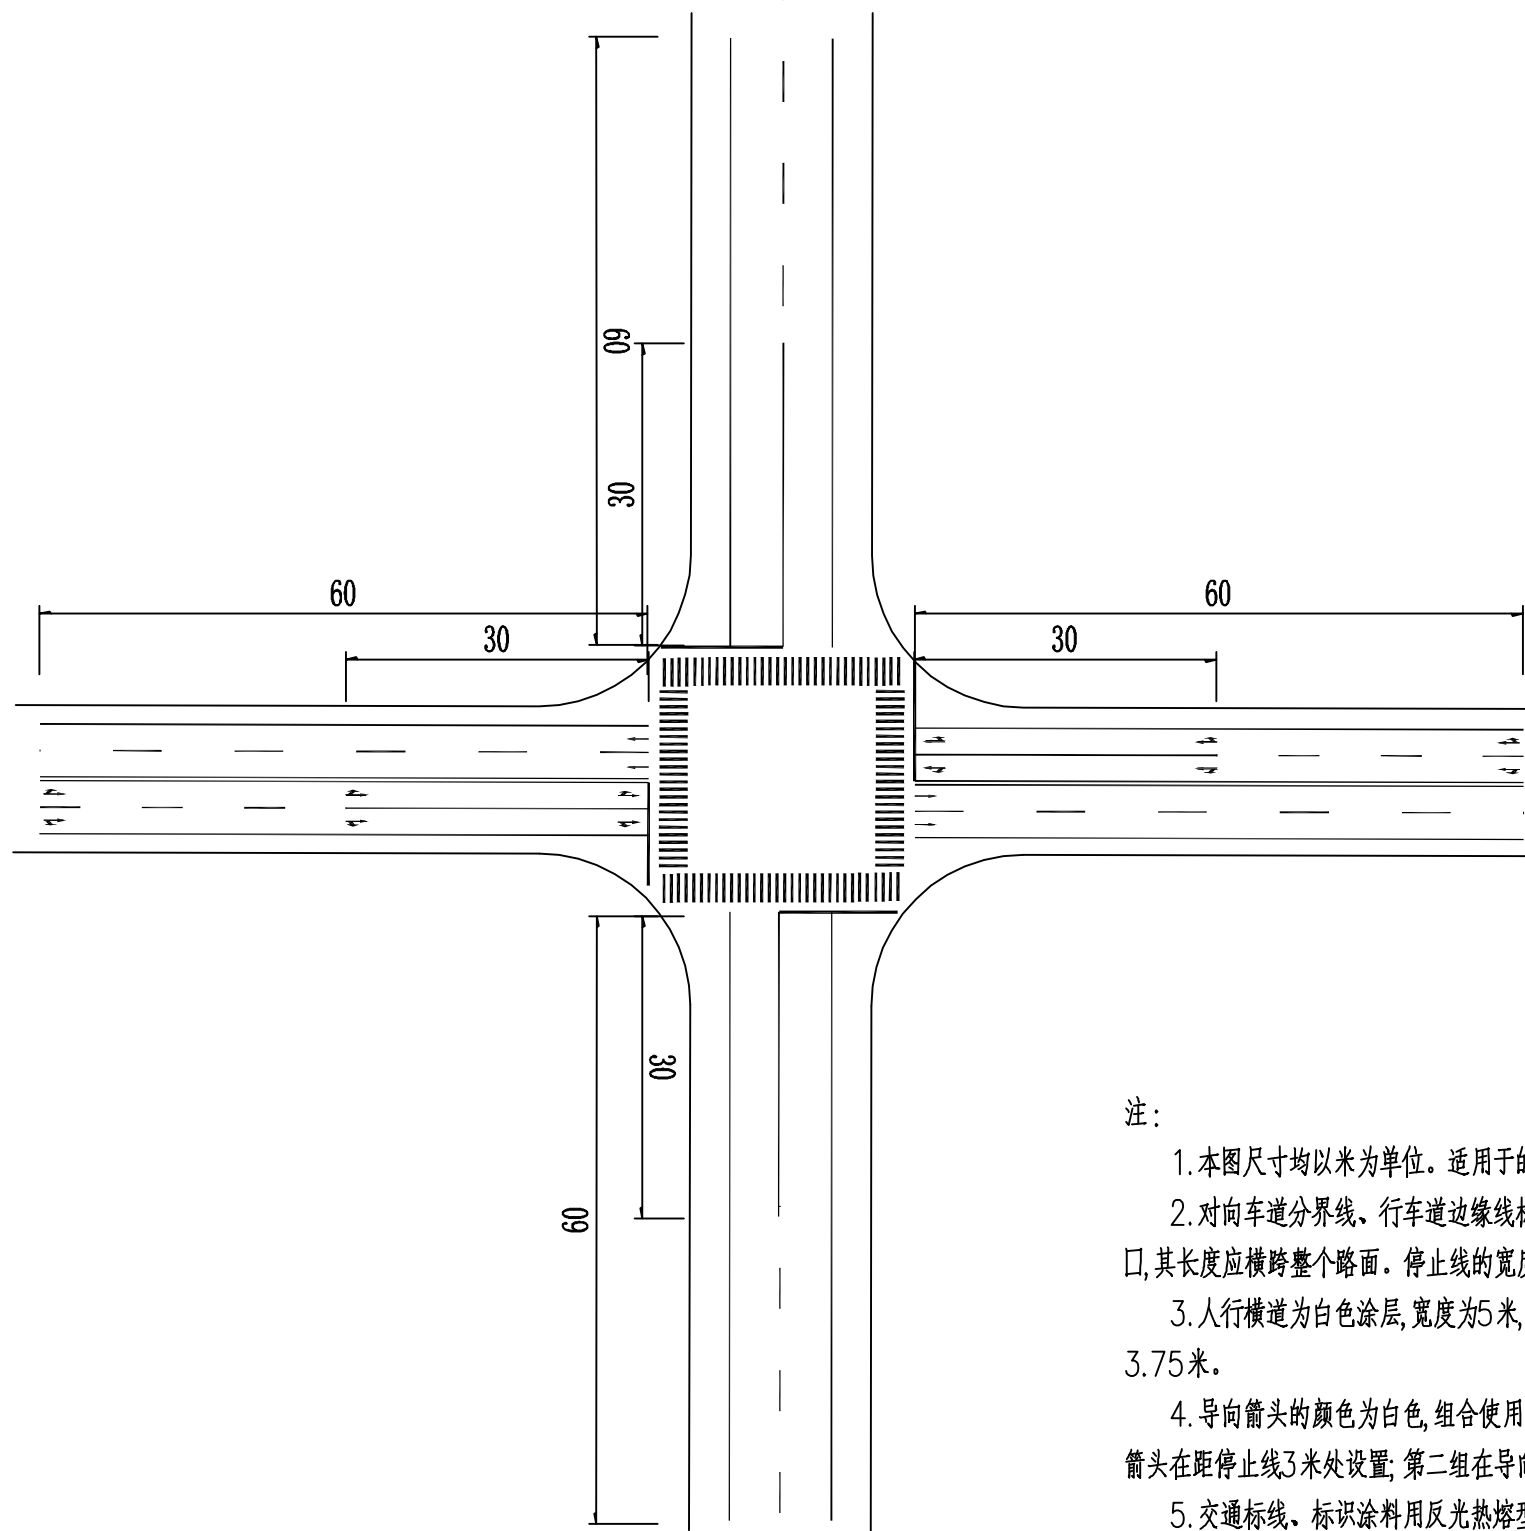 60
30
60
30
60
30
30
60
注:
1.本图尺寸均以米为单位。适用于
2.对向车道分界线、行车道边缘线
口,其长度应横跨整个路面。停止线的宽
3.人行横道为白色涂层,宽度为5米,
3.75米。
4.导向箭头的颜色为白色,组合使用
箭头在距停止线3米处设置;第二组在导
5.交通标线、标识涂料用反光热熔